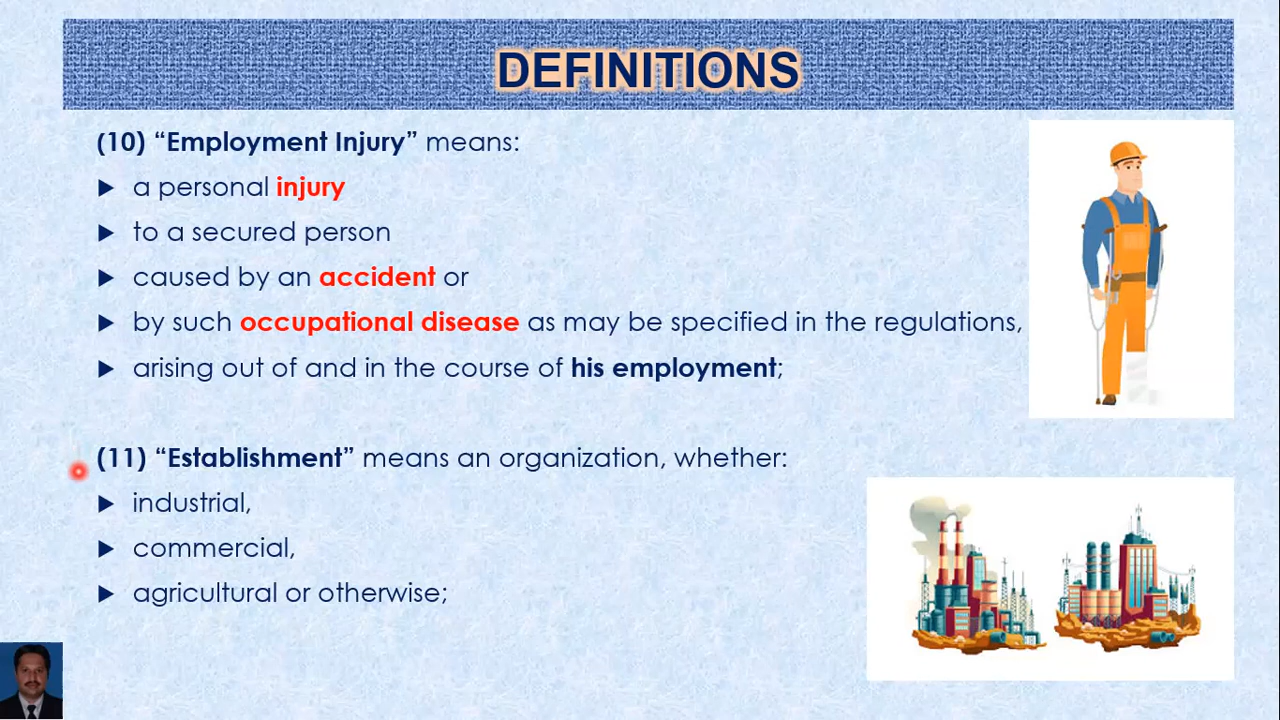 DEFINITIONS
(10) “Employment Injury” means:
a personal injury
to a secured person
caused by an accident or
by such occupational disease as may be specified in the regulations,
arising out of and in the course of his employment;
(11) “Establishment” means an organization, whether:
industrial,
commercial,
agricultural or otherwise;